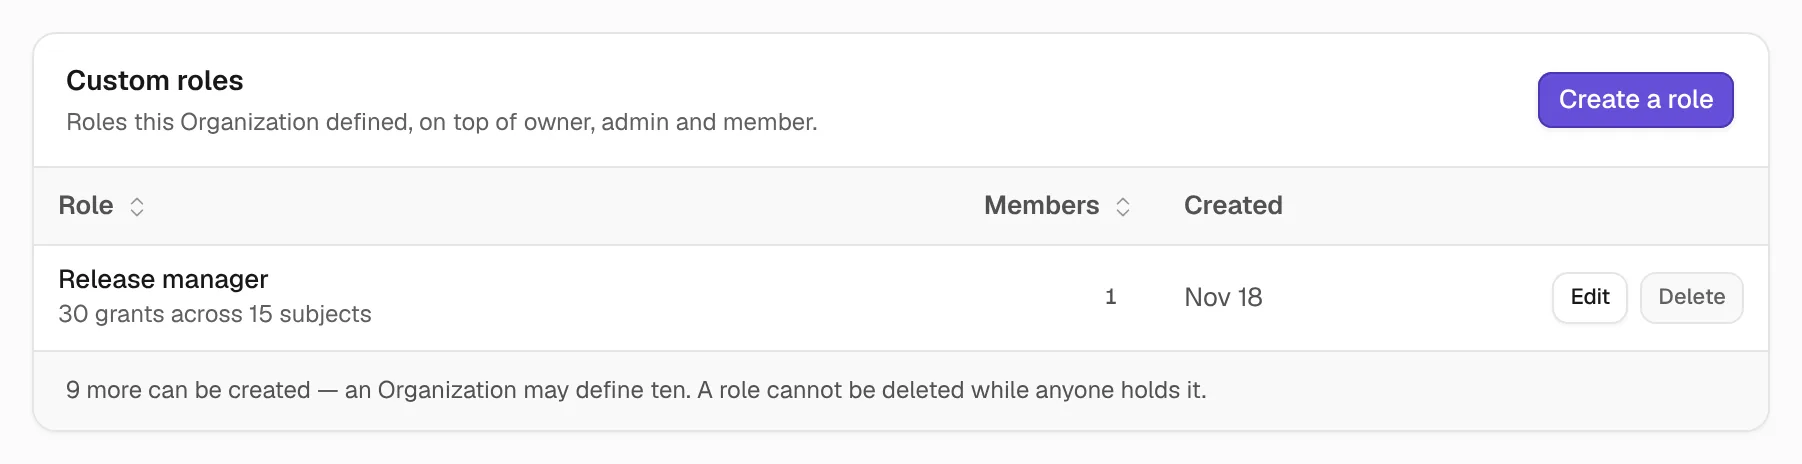 Custom roles
Roles this Organization defined, on top of owner, admin and member.
Create a role
Role
Members
Created
Release manager
30 grants across 15 subjects
1
Nov 18
Edit
Delete
9 more can be created — an Organization may define ten. A role cannot be deleted while anyone holds it.